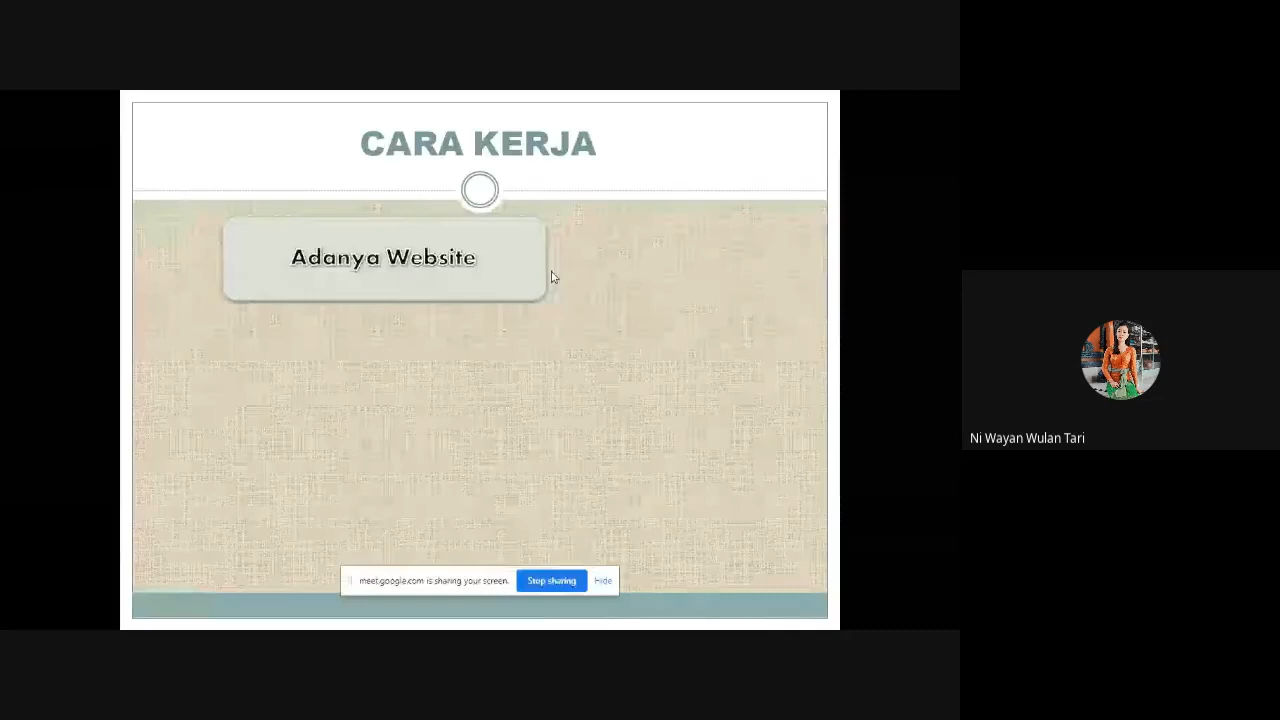 CARA KERJA
Adanya Website
meet.google.com is sharing your screen.
Stop sharing
Hide
Ni Wayan Wulan Tari